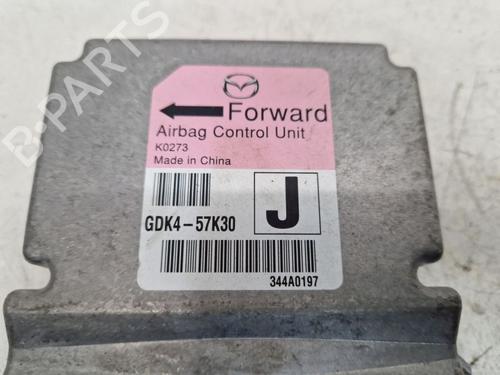 B-PARTS
Forward
Airbag Control Unit
K0273
Made in China
GDK4-57K30
J
344A0197